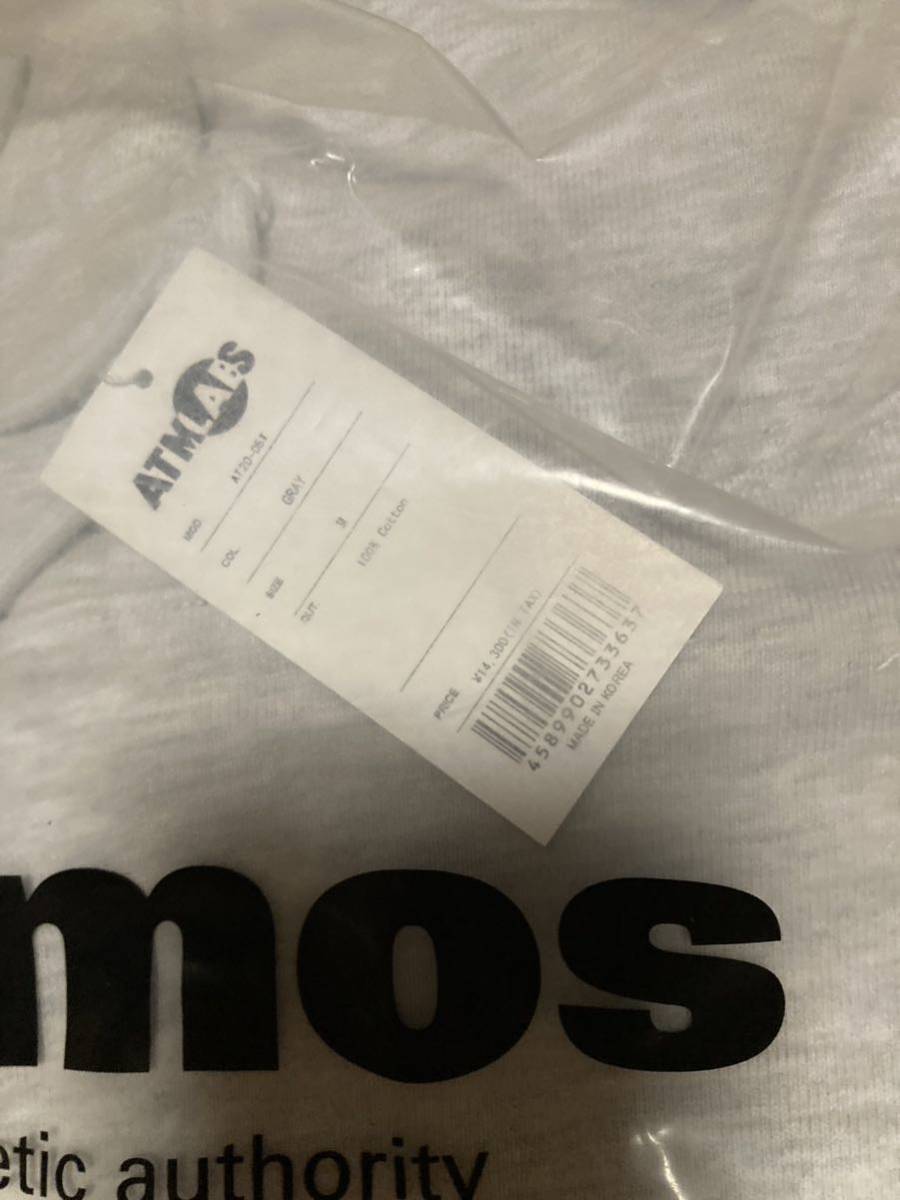 ATMLABS
MOD. AT20-051
COL. GRAY
SIZE M
OUT. 100% Cotton
PRICE ¥14,300(IN TAX)
4589902733637
MADE IN KOREA
mos
etic authority